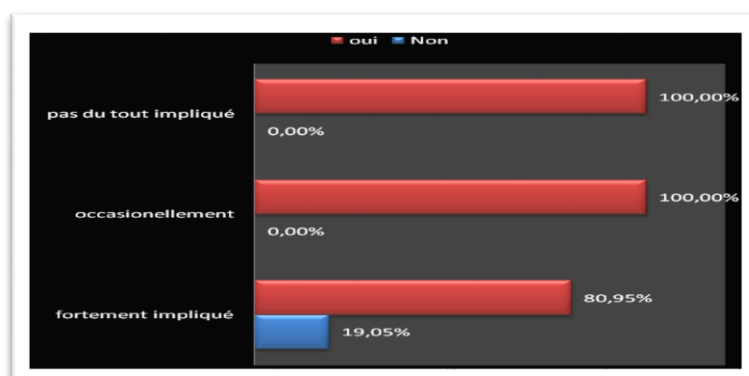 oui Non
pas du tout impliqué
100,00%
0,00%
occasionellement
100,00%
0,00%
fortement impliqué
80,95%
19,05%